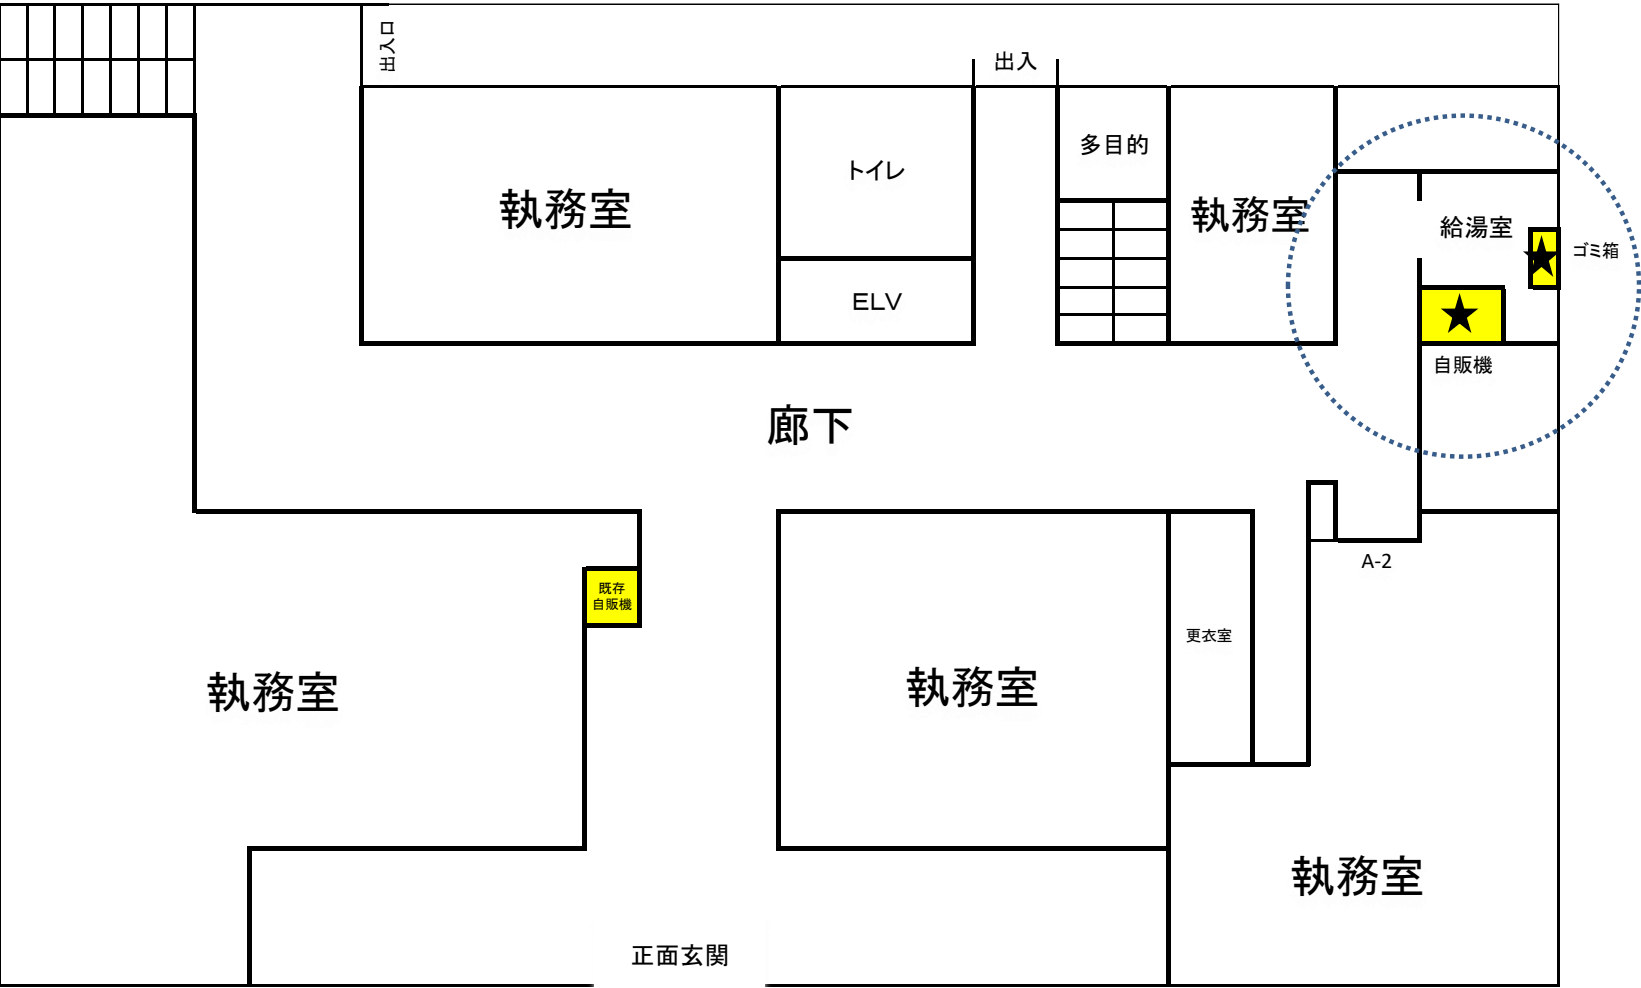 出入口
出入
多目的
トイレ
執務室
執務室
給湯室
ゴミ箱
ELV
自販機
廊下
A-2
既存
自販機
更衣室
執務室
執務室
執務室
正面玄関